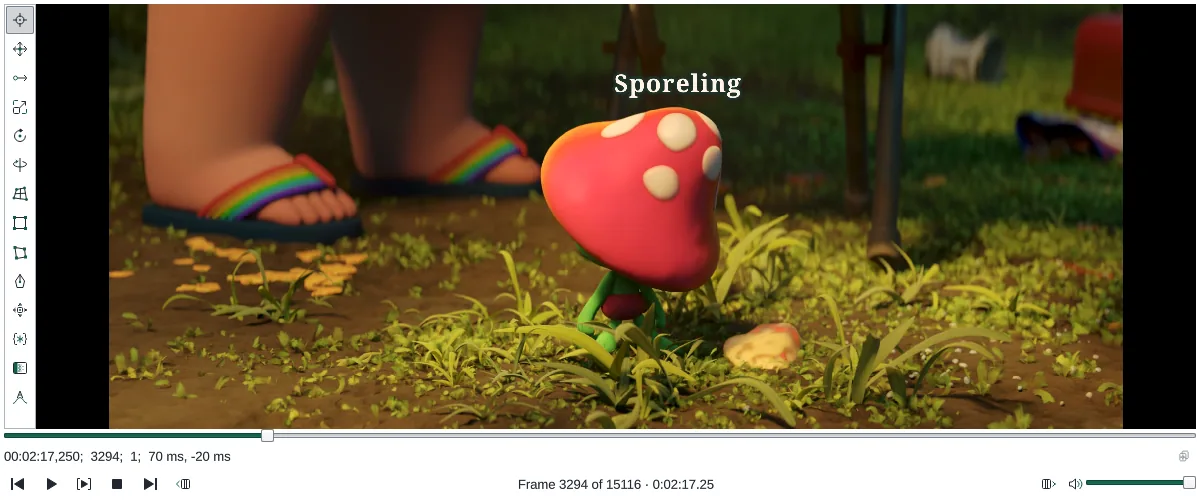 Sporeling
00:02:17,250; 3294; 1; 70 ms, -20 ms
Frame 3294 of 15116 · 0:02:17.25